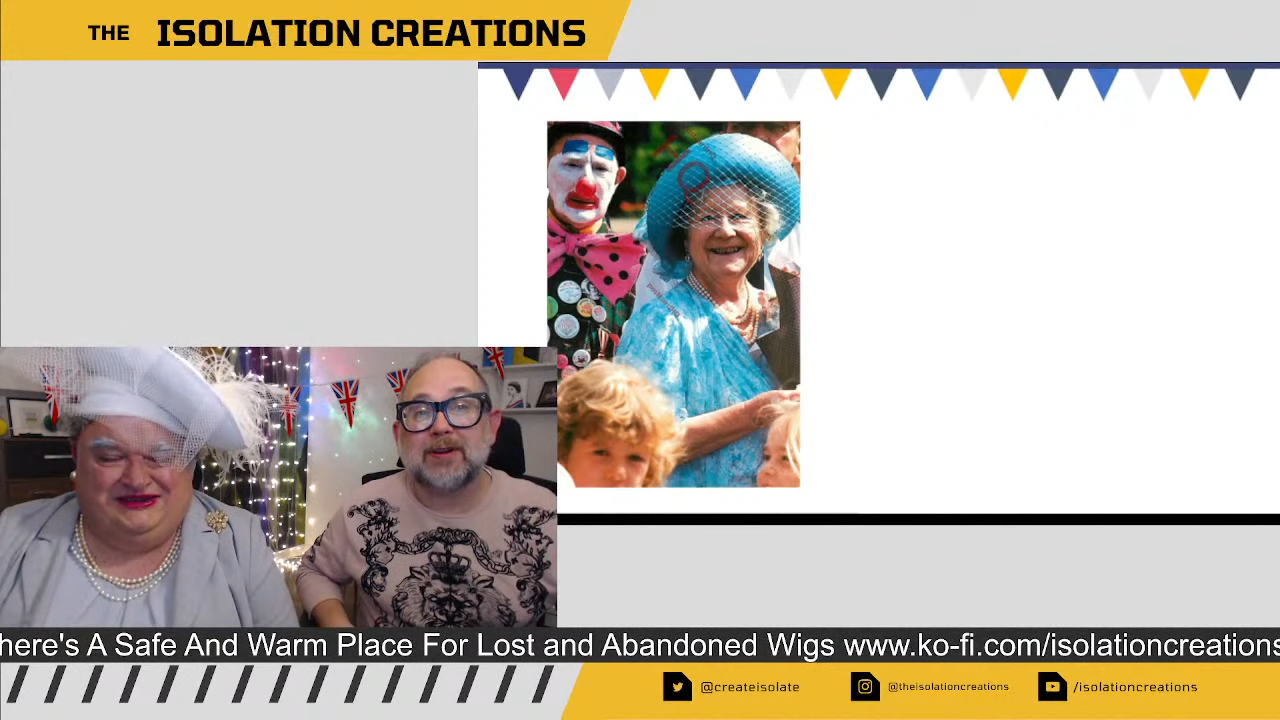 THE ISOLATION CREATIONS
here's A Safe And Warm Place For Lost and Abandoned Wigs www.ko-fi.com/isolationcreations
@createisolate
@theisolationcreations
/isolationcreations